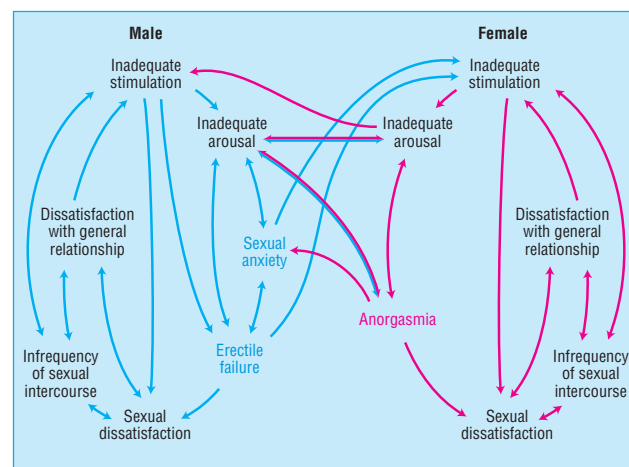 Male
Female
Inadequate
stimulation
Inadequate
stimulation
Inadequate
arousal
Inadequate
arousal
Dissatisfaction
with general
relationship
Sexual
anxiety
Dissatisfaction
with general
relationship
Anorgasmia
Infrequency
of sexual
intercourse
Erectile
failure
Infrequency
of sexual
intercourse
Sexual
dissatisfaction
Sexual
dissatisfaction